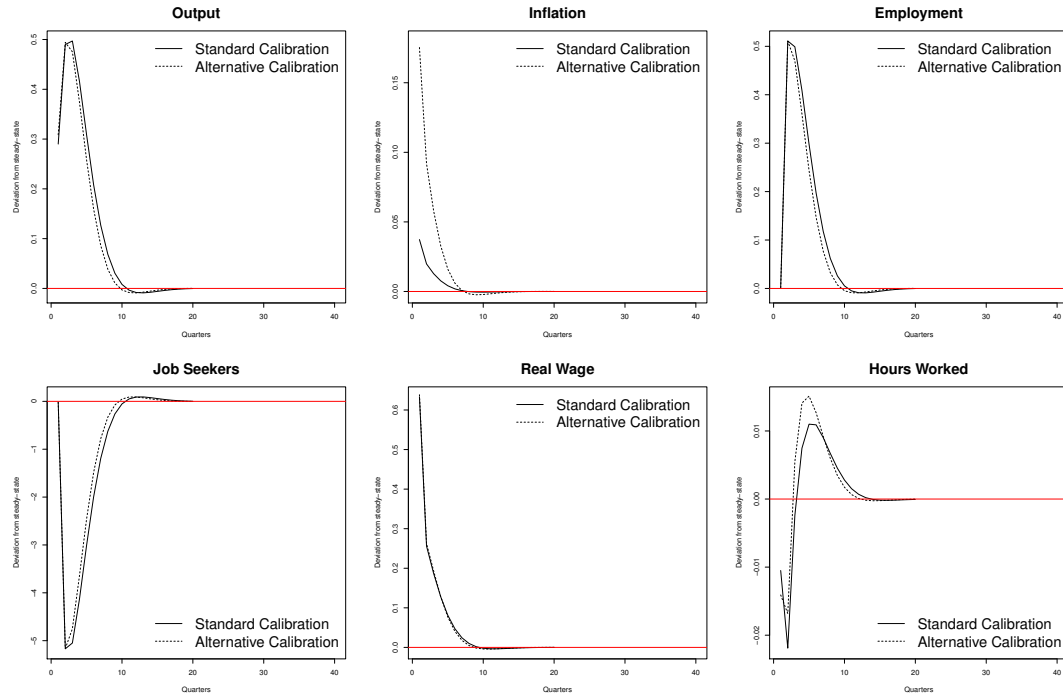 Output
Standard Calibration
Alternative Calibration
Deviation from steady-state
0.0
0.1
0.2
0.3
0.4
0.5
0 10 20 30 40
Quarters
Inflation
Standard Calibration
Alternative Calibration
Deviation from steady-state
0.00
0.05
0.10
0.15
0 10 20 30 40
Quarters
Employment
Standard Calibration
Alternative Calibration
Deviation from steady-state
0.0
0.1
0.2
0.3
0.4
0.5
0 10 20 30 40
Quarters
Job Seekers
Standard Calibration
Alternative Calibration
Deviation from steady-state
-5
-4
-3
-2
-1
0
0 10 20 30 40
Quarters
Real Wage
Standard Calibration
Alternative Calibration
Deviation from steady-state
0.0
0.1
0.2
0.3
0.4
0.5
0.6
0 10 20 30 40
Quarters
Hours Worked
Standard Calibration
Alternative Calibration
Deviation from steady-state
-0.02
-0.01
0.00
0.01
0 10 20 30 40
Quarters